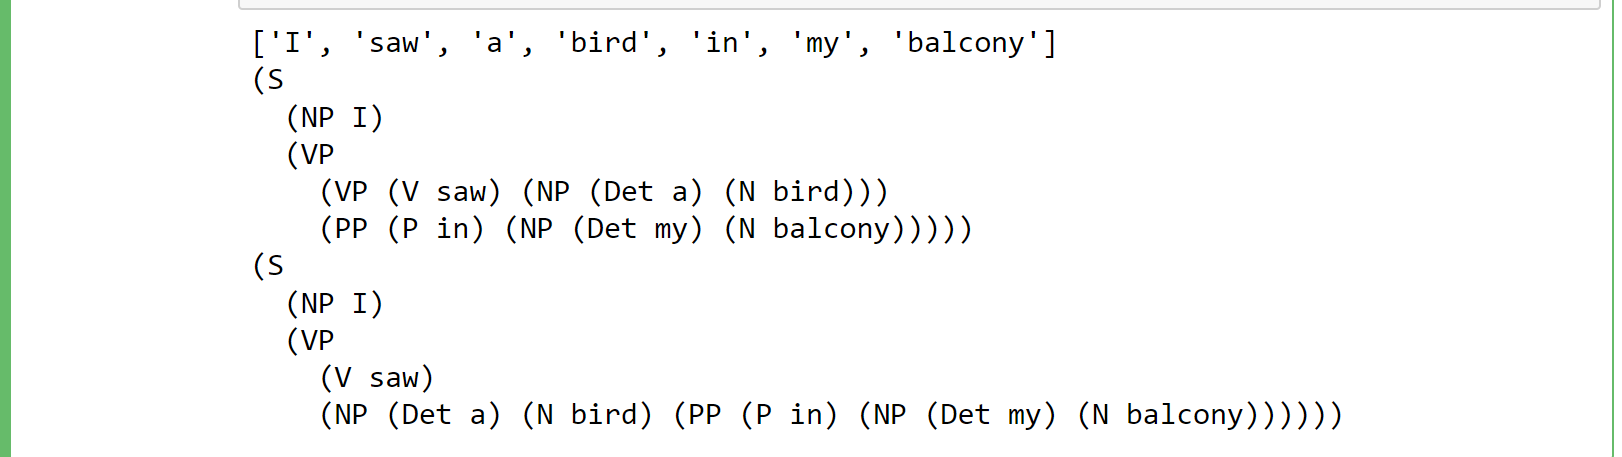 ['I', 'saw', 'a', 'bird', 'in', 'my', 'balcony']
(S
  (NP I)
  (VP
    (VP (V saw) (NP (Det a) (N bird)))
    (PP (P in) (NP (Det my) (N balcony)))))
(S
  (NP I)
  (VP
    (V saw)
    (NP (Det a) (N bird) (PP (P in) (NP (Det my) (N balcony))))))